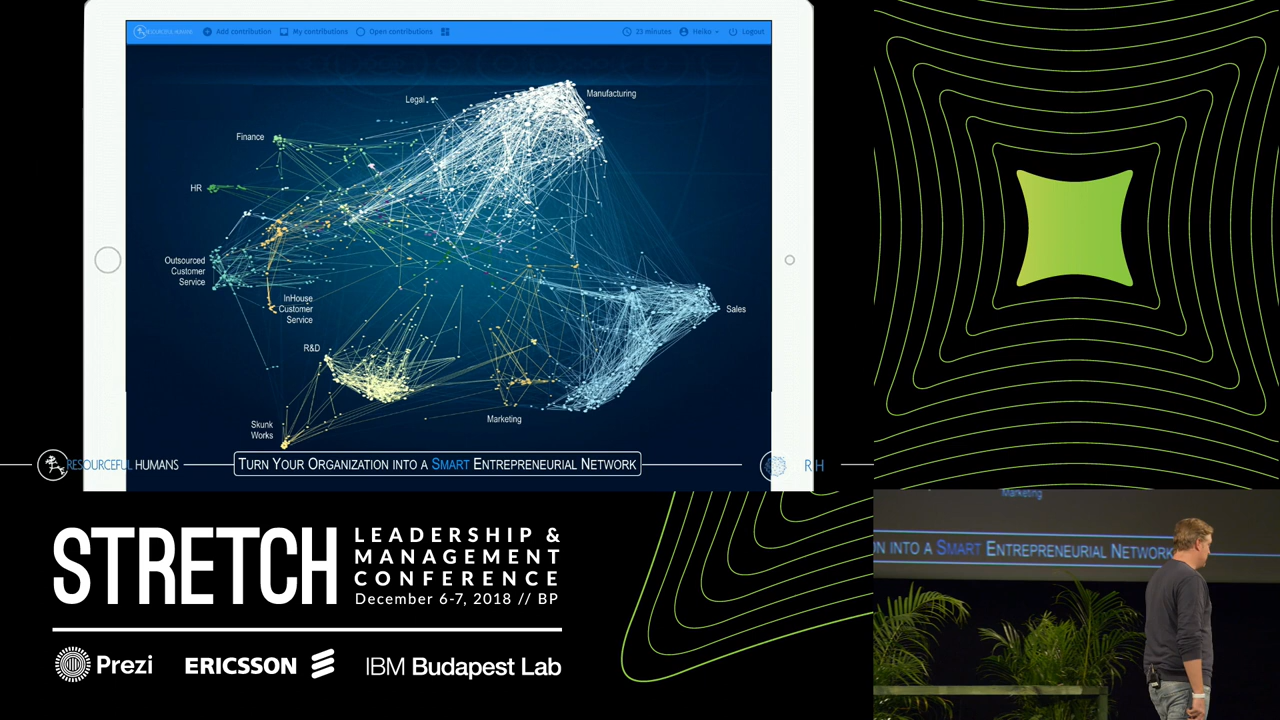 RESOURCEFUL HUMANS
Add contribution
My contributions
Open contributions
23 minutes
Heiko
Logout
Legal
Manufacturing
Finance
HR
Outsourced
Customer
Service
InHouse
Customer
Service
Sales
R&D
Marketing
Skunk
Works
RESOURCEFUL HUMANS
TURN YOUR ORGANIZATION INTO A SMART ENTREPRENEURIAL NETWORK
RH
STRETCH
LEADERSHIP &
MANAGEMENT
CONFERENCE
December 6-7, 2018 // BP
Prezi
ERICSSON
IBM Budapest Lab
Marketing
N INTO A SMART ENTREPRENEURIAL NETWORK